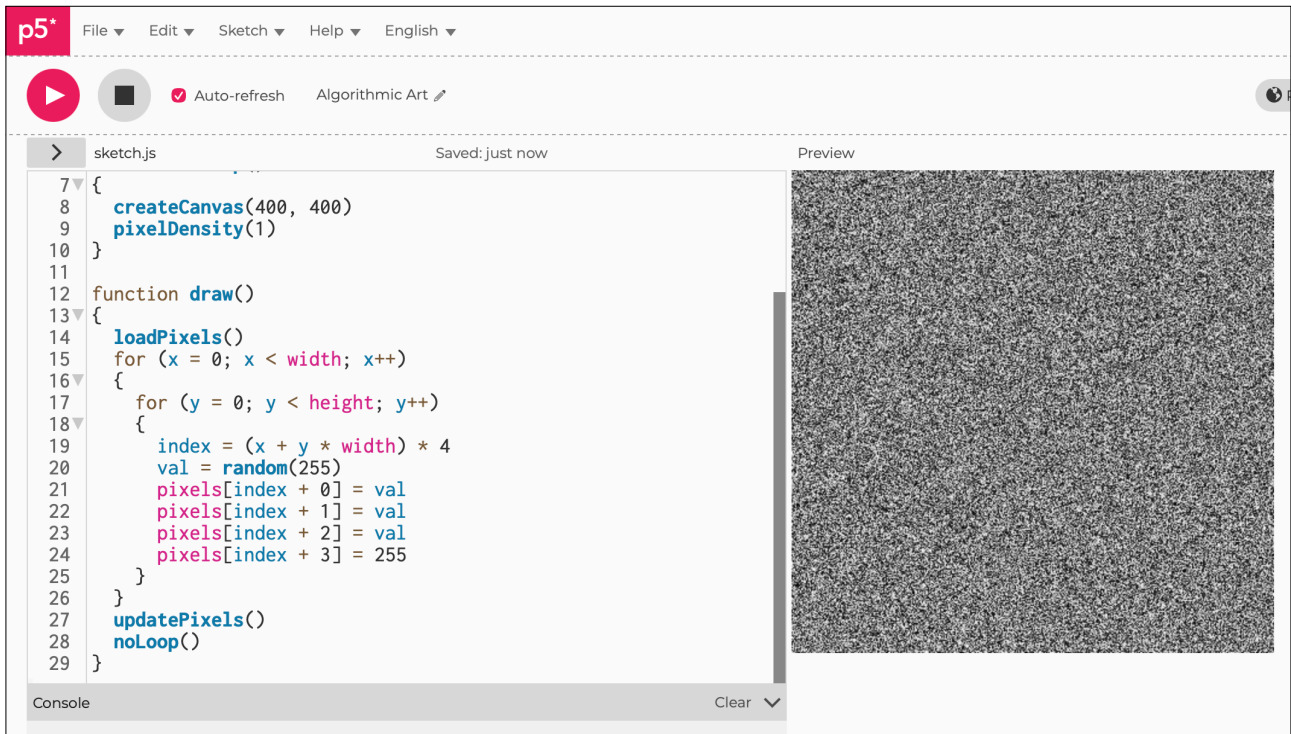 p5* File Edit Sketch Help English
Auto-refresh Algorithmic Art
sketch.js Saved: just now Preview
7 {
8 createCanvas(400, 400)
9 pixelDensity(1)
10 }
11
12 function draw()
13 {
14 loadPixels()
15 for (x = 0; x < width; x++)
16 {
17 for (y = 0; y < height; y++)
18 {
19 index = (x + y * width) * 4
20 val = random(255)
21 pixels[index + 0] = val
22 pixels[index + 1] = val
23 pixels[index + 2] = val
24 pixels[index + 3] = 255
25 }
26 }
27 updatePixels()
28 noLoop()
29 }
Console Clear